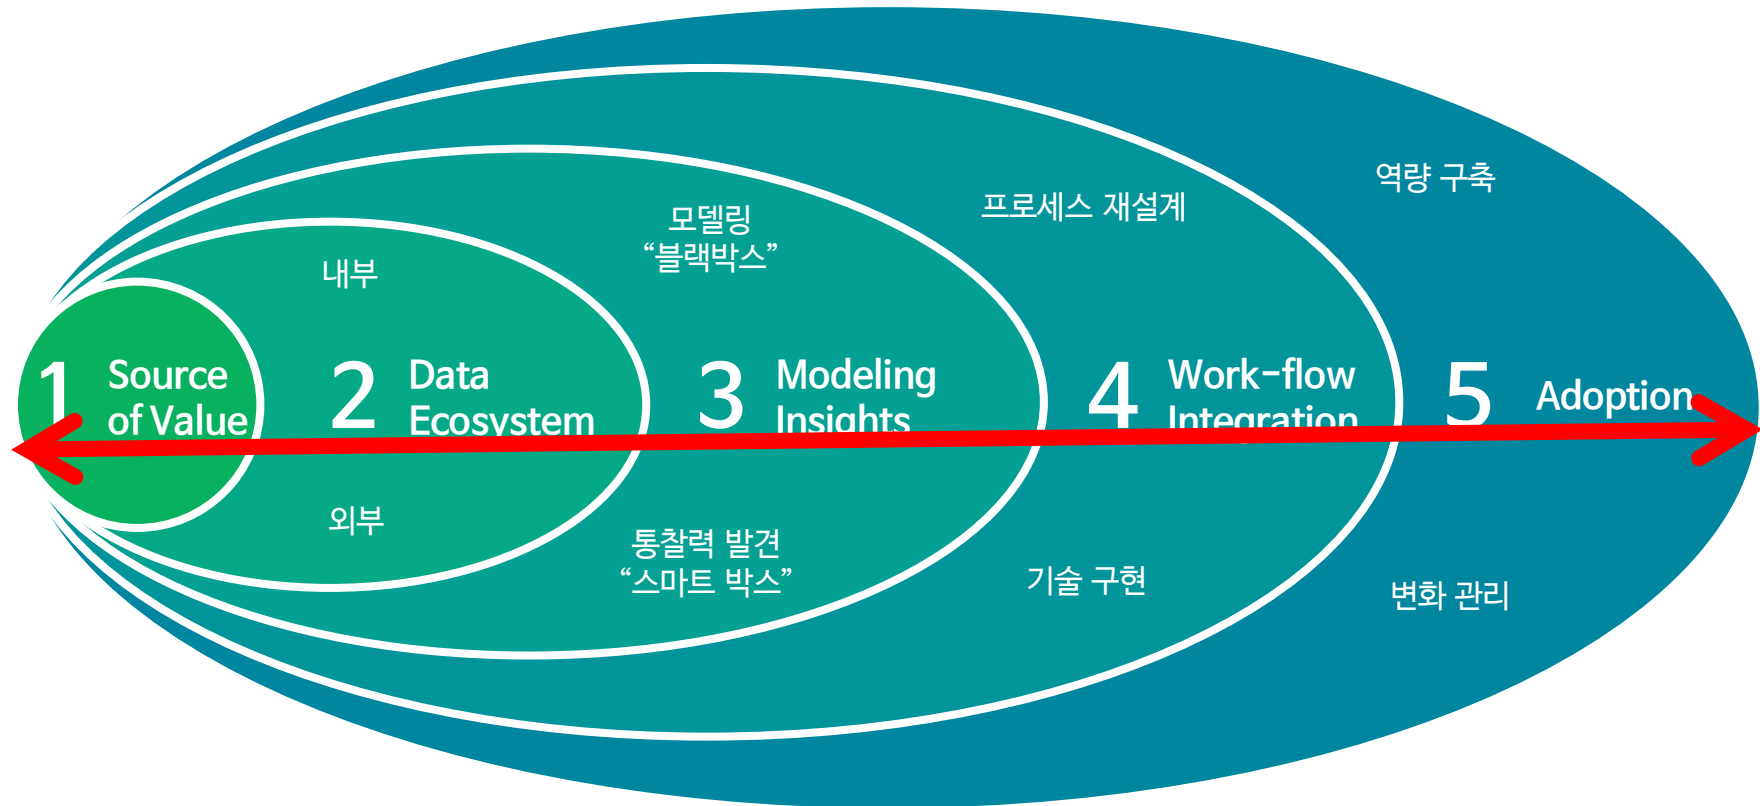 역량 구축
프로세스 재설계
모델링
“블랙박스”
내부
1 Source
of Value
2 Data
Ecosystem
3 Modeling
Insights
4 Work-flow
Integration
5 Adoption
외부
통찰력 발견
“스마트 박스”
기술 구현
변화 관리